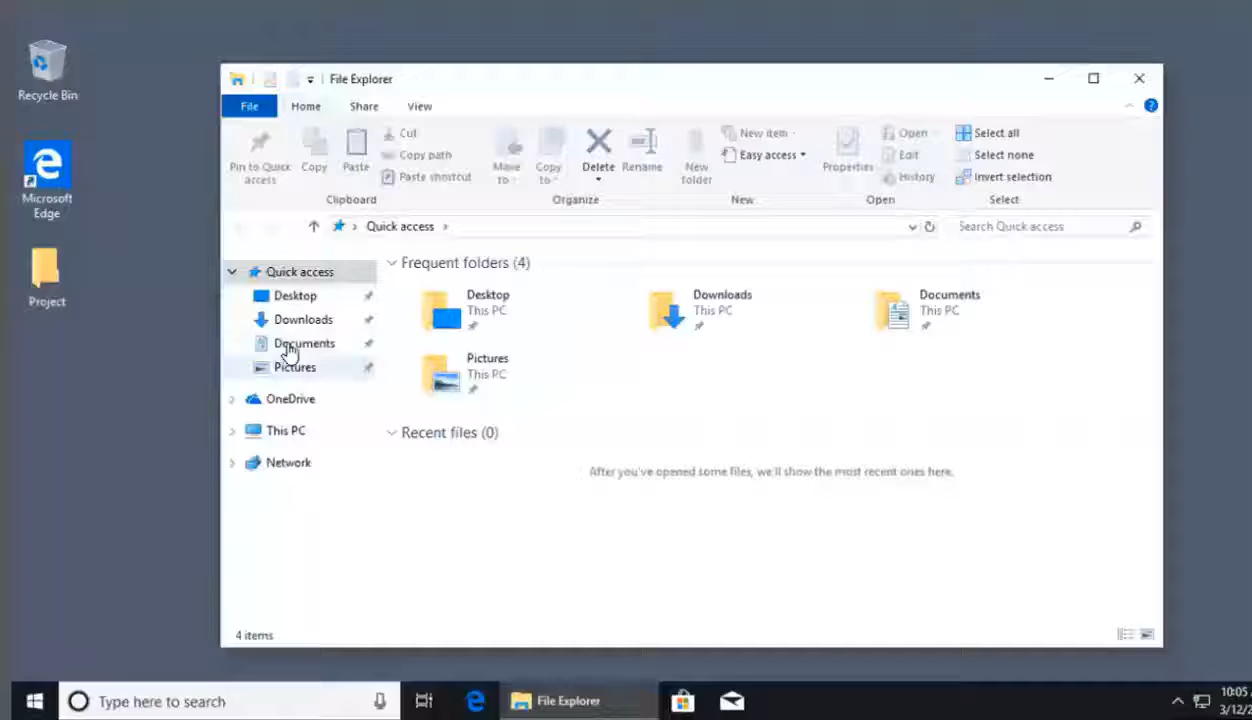 Recycle Bin
Microsoft
Edge
Project
File Explorer
File
Home
Share
View
Pin to Quick
access
Copy
Paste
Cut
Copy path
Paste shortcut
Clipboard
Move
to
Copy
to
Delete
Rename
Organize
New
folder
New item
Easy access
New
Properties
Open
Edit
History
Open
Select all
Select none
Invert selection
Select
Quick access
Search Quick access
Quick access
Desktop
Downloads
Documents
Pictures
OneDrive
This PC
Network
Frequent folders (4)
Desktop
This PC
Downloads
This PC
Documents
This PC
Pictures
This PC
Recent files (0)
After you've opened some files, we'll show the most recent ones here.
4 items
Type here to search
File Explorer
10:05